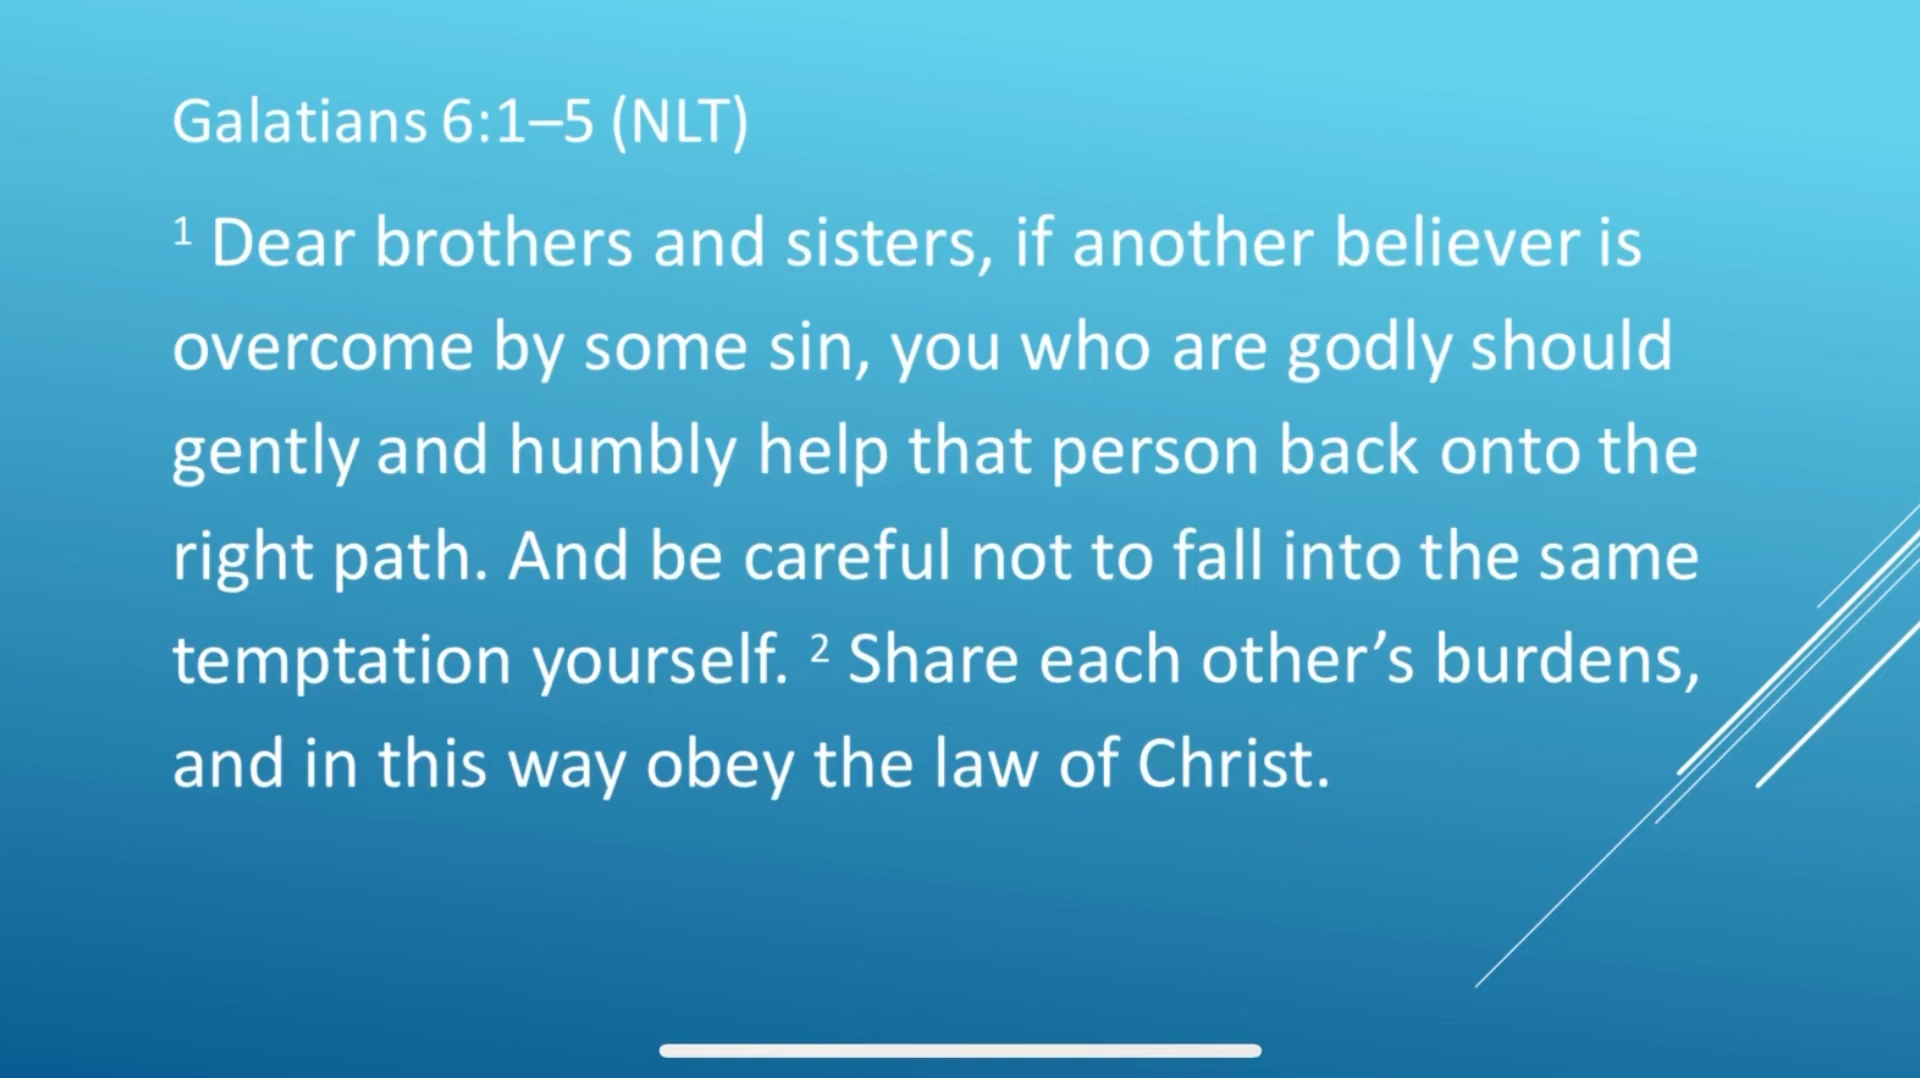 Galatians 6:1–5 (NLT)
1 Dear brothers and sisters, if another believer is
overcome by some sin, you who are godly should
gently and humbly help that person back onto the
right path. And be careful not to fall into the same
temptation yourself. 2 Share each other’s burdens,
and in this way obey the law of Christ.